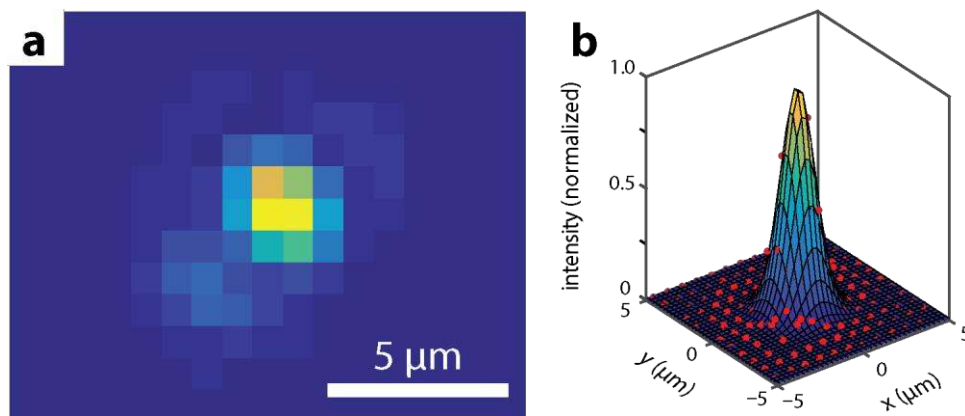 a
5 μm
b
intensity (normalized)
1.0
0.5
0
5
0
−5
y (μm)
−5
0
5
x (μm)